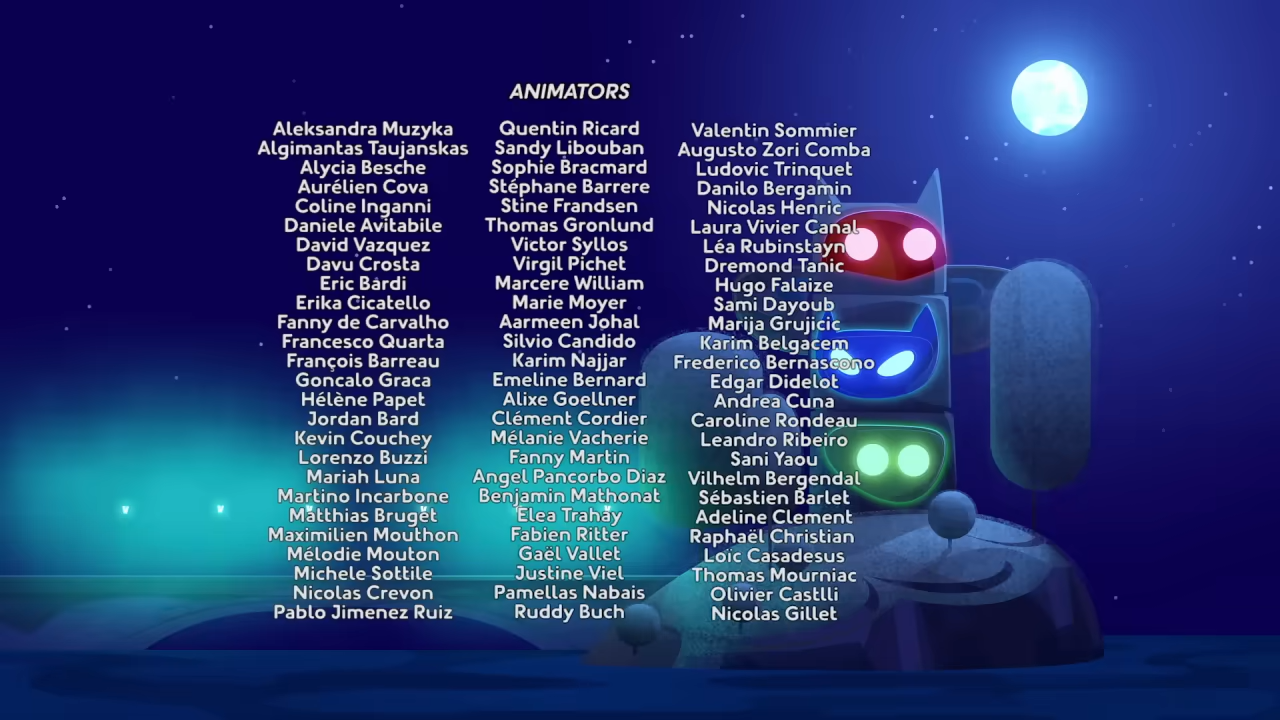 ANIMATORS
Aleksandra Muzyka
Algimantas Taujanskas
Alycia Besche
Aurélien Cova
Coline Inganni
Daniele Avitabile
David Vazquez
Davu Crosta
Eric Bardi
Erika Cicatello
Fanny de Carvalho
Francesco Quarta
François Barreau
Goncalo Graca
Hélène Papet
Jordan Bard
Kevin Couchey
Lorenzo Buzzi
Mariah Luna
Martino Incarbone
Matthias Bruget
Maximilien Mouthon
Mélodie Mouton
Michele Sottile
Nicolas Crevon
Pablo Jimenez Ruiz
Quentin Ricard
Sandy Libouban
Sophie Bracmard
Stéphane Barrere
Stine Frandsen
Thomas Gronlund
Victor Syllos
Virgil Pichet
Marcere William
Marie Moyer
Aarmeen Johal
Silvio Candido
Karim Najjar
Emeline Bernard
Alixe Goellner
Clément Cordier
Mélanie Vacherie
Fanny Martin
Angel Pancorbo Diaz
Benjamin Mathonat
Elea Trahay
Fabien Ritter
Gaël Vallet
Justine Viel
Pamellas Nabais
Ruddy Buch
Valentin Sommier
Augusto Zori Comba
Ludovic Trinquet
Danilo Bergamin
Nicolas Henric
Laura Vivier Canal
Léa Rubinstayn
Dremond Tanic
Hugo Falaize
Sami Dayoub
Marija Grujicic
Karim Belgacem
Frederico Bernascono
Edgar Didelot
Andrea Cuna
Caroline Rondeau
Leandro Ribeiro
Sani Yaou
Vilhelm Bergendal
Sébastien Barlet
Adeline Clement
Raphaël Christian
Loïc Casadesus
Thomas Mourniac
Olivier Castlli
Nicolas Gillet